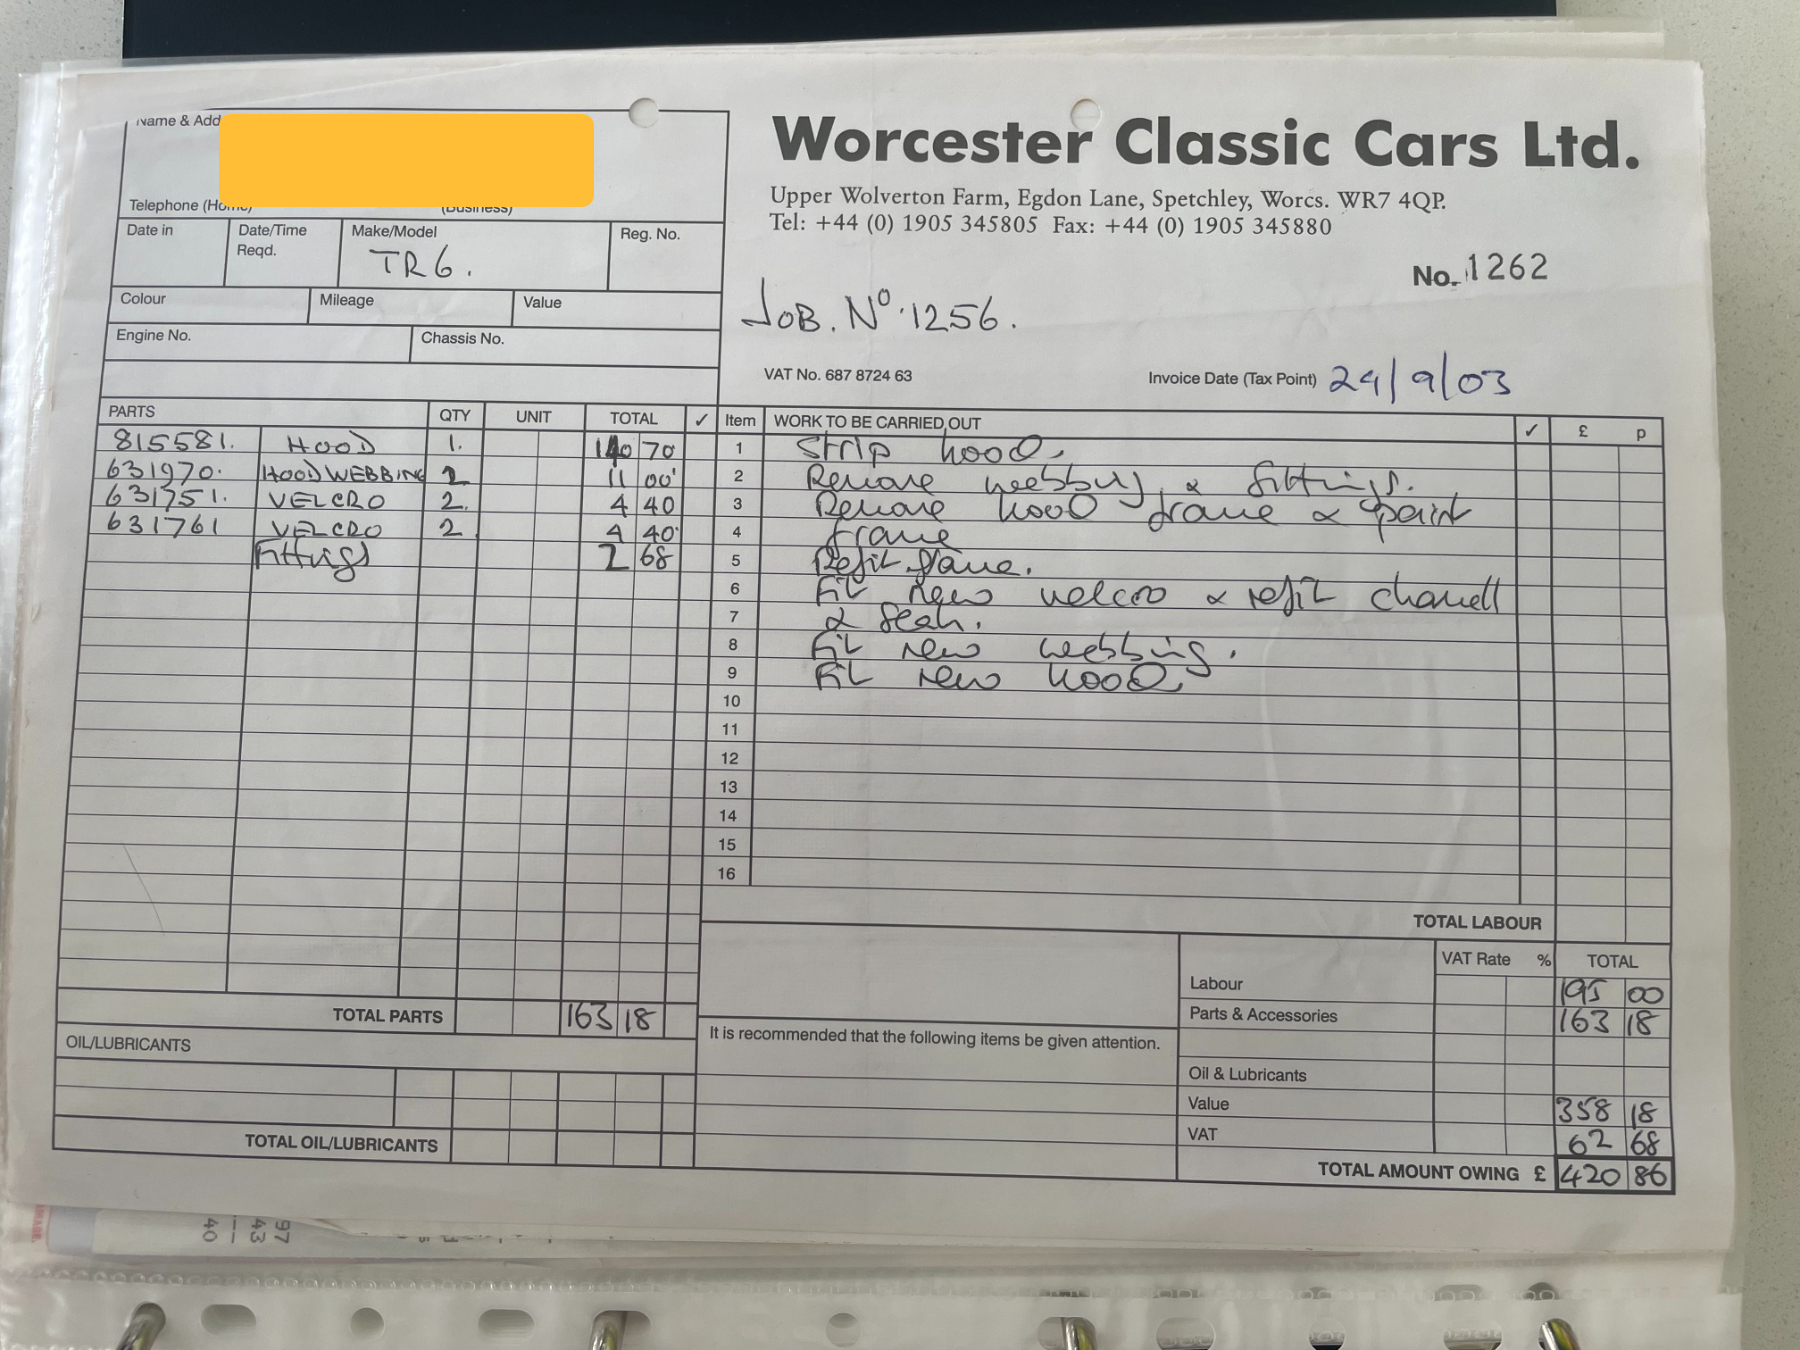 Name & Add
Telephone (Home) (Business)
Date in Date/Time Reqd. Make/Model Reg. No.
TR6.
Colour Mileage Value
Engine No. Chassis No.
Worcester Classic Cars Ltd.
Upper Wolverton Farm, Egdon Lane, Spetchley, Worcs. WR7 4QP.
Tel: +44 (0) 1905 345805 Fax: +44 (0) 1905 345880
No. 1262
JOB. Nº. 1256.
VAT No. 687 8724 63 Invoice Date (Tax Point) 29/9/03
PARTS QTY UNIT TOTAL ✓
815581. HOOD 1. 140 70
631970. HOOD WEBBING 2 11 00
631751. VELCRO 2. 4 40
631761 VELCRO 2 4 40
Fittings 2 68
TOTAL PARTS 163 18
OIL/LUBRICANTS
TOTAL OIL/LUBRICANTS
Item WORK TO BE CARRIED OUT ✓ £ p
1 Strip hood.
2 Remove webbing & fittings.
3 Remove hood frame & paint
4 frame
5 Refit frame.
6 Fit new velcro & refit channell
7 & seals.
8 Fit new webbing.
9 Fit new hood.
10
11
12
13
14
15
16
TOTAL LABOUR
VAT Rate % TOTAL
Labour 195 00
Parts & Accessories 163 18
Oil & Lubricants
Value 358 18
VAT 62 68
TOTAL AMOUNT OWING £ 420 86
It is recommended that the following items be given attention.
97
43
40